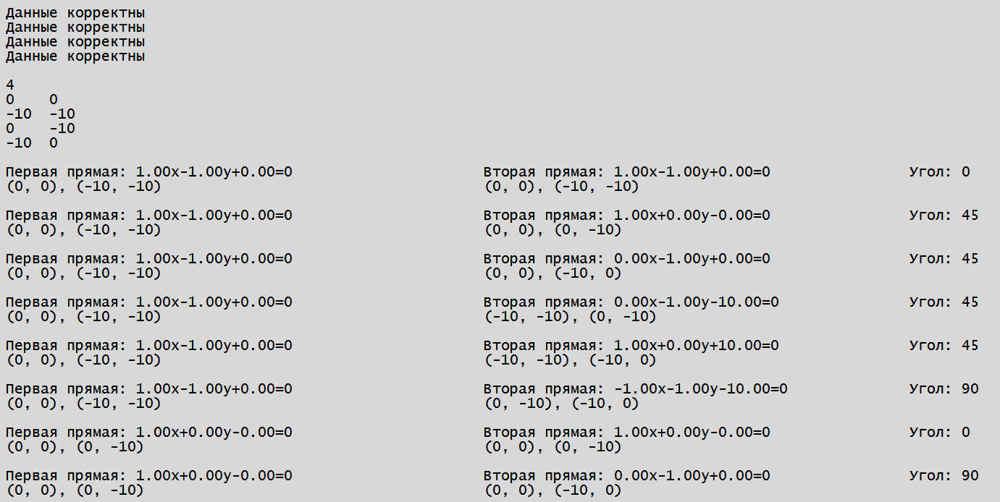 Данные корректны
Данные корректны
Данные корректны
Данные корректны
4
0 0
-10 -10
0 -10
-10 0
Первая прямая: 1.00x-1.00y+0.00=0 Вторая прямая: 1.00x-1.00y+0.00=0 Угол: 0
(0, 0), (-10, -10) (0, 0), (-10, -10)
Первая прямая: 1.00x-1.00y+0.00=0 Вторая прямая: 1.00x+0.00y-0.00=0 Угол: 45
(0, 0), (-10, -10) (0, 0), (0, -10)
Первая прямая: 1.00x-1.00y+0.00=0 Вторая прямая: 0.00x-1.00y+0.00=0 Угол: 45
(0, 0), (-10, -10) (0, 0), (-10, 0)
Первая прямая: 1.00x-1.00y+0.00=0 Вторая прямая: 0.00x-1.00y-10.00=0 Угол: 45
(0, 0), (-10, -10) (-10, -10), (0, -10)
Первая прямая: 1.00x-1.00y+0.00=0 Вторая прямая: 1.00x+0.00y+10.00=0 Угол: 45
(0, 0), (-10, -10) (-10, -10), (-10, 0)
Первая прямая: 1.00x-1.00y+0.00=0 Вторая прямая: -1.00x-1.00y-10.00=0 Угол: 90
(0, 0), (-10, -10) (0, -10), (-10, 0)
Первая прямая: 1.00x+0.00y-0.00=0 Вторая прямая: 1.00x+0.00y-0.00=0 Угол: 0
(0, 0), (0, -10) (0, 0), (0, -10)
Первая прямая: 1.00x+0.00y-0.00=0 Вторая прямая: 0.00x-1.00y+0.00=0 Угол: 90
(0, 0), (0, -10) (0, 0), (-10, 0)